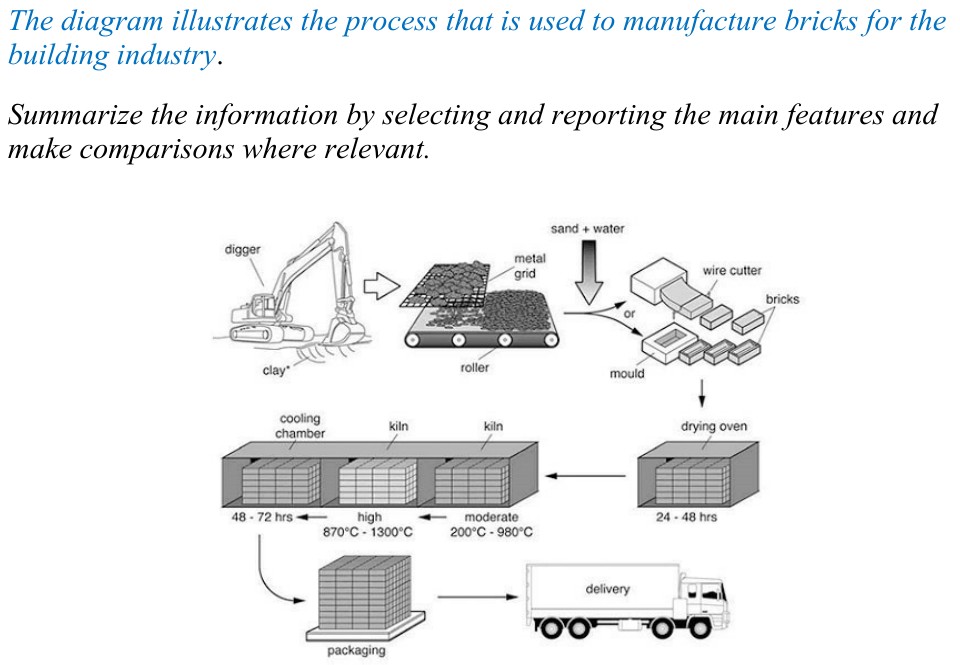 The diagram illustrates the process that is used to manufacture bricks for the
building industry.
Summarize the information by selecting and reporting the main features and
make comparisons where relevant.
digger
clay*
metal
grid
roller
sand + water
or
wire cutter
bricks
mould
drying oven
24 - 48 hrs
kiln
moderate
200°C - 980°C
kiln
high
870°C - 1300°C
cooling
chamber
48 - 72 hrs
packaging
delivery